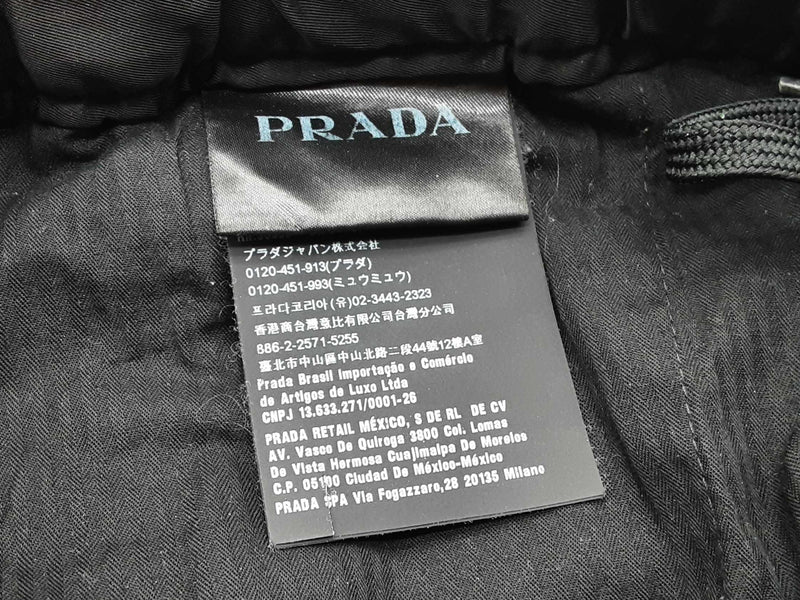 PRADA
プラダジャパン株式会社
0120-451-913(プラダ)
0120-451-993(ミュウミュウ)
프라다코리아(유)02-3443-2323
香港商台灣普比有限公司台灣分公司
886-2-2571-5255
臺北市中山區中山北路二段44號12樓A室
Prada Brasil Importação e Comércio
de Artigos de Luxo Ltda
CNPJ 13.633.271/0001-26
PRADA RETAIL MÉXICO, S DE RL DE CV
AV. Vasco De Quiroga 3800 Col. Lomas
De Vista Hermosa Cuajimalpa De Morelos
C.P. 05100 Ciudad De México-México
PRADA SPA Via Fogazzaro,28 20135 Milano